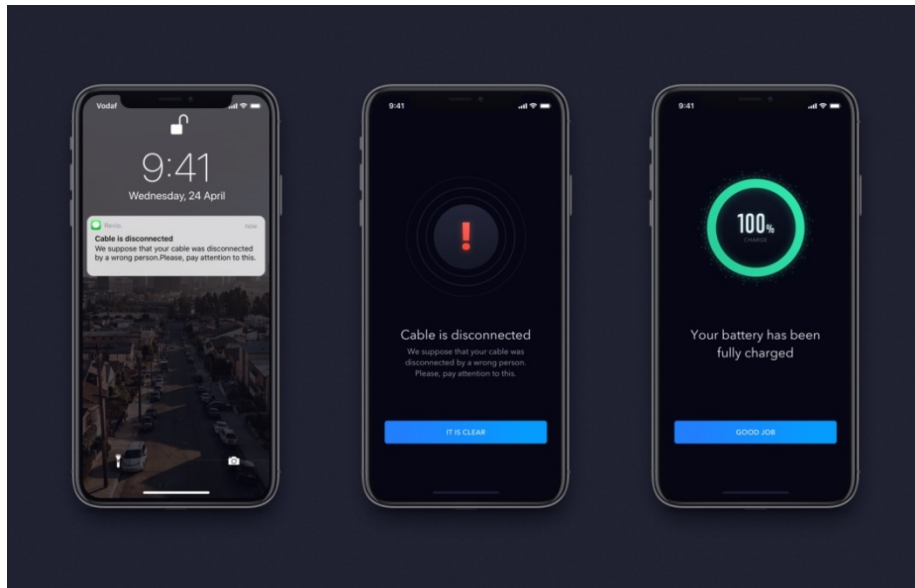 Vodaf
9:41
Wednesday, 24 April
now
Cable is disconnected
We suppose that your cable was disconnected
by a wrong person.Please, pay attention to this.
9:41
!
Cable is disconnected
We suppose that your cable was
disconnected by a wrong person.
Please, pay attention to this.
IT IS CLEAR
9:41
100%
CHARGE
Your battery has been
fully charged
GOOD JOB